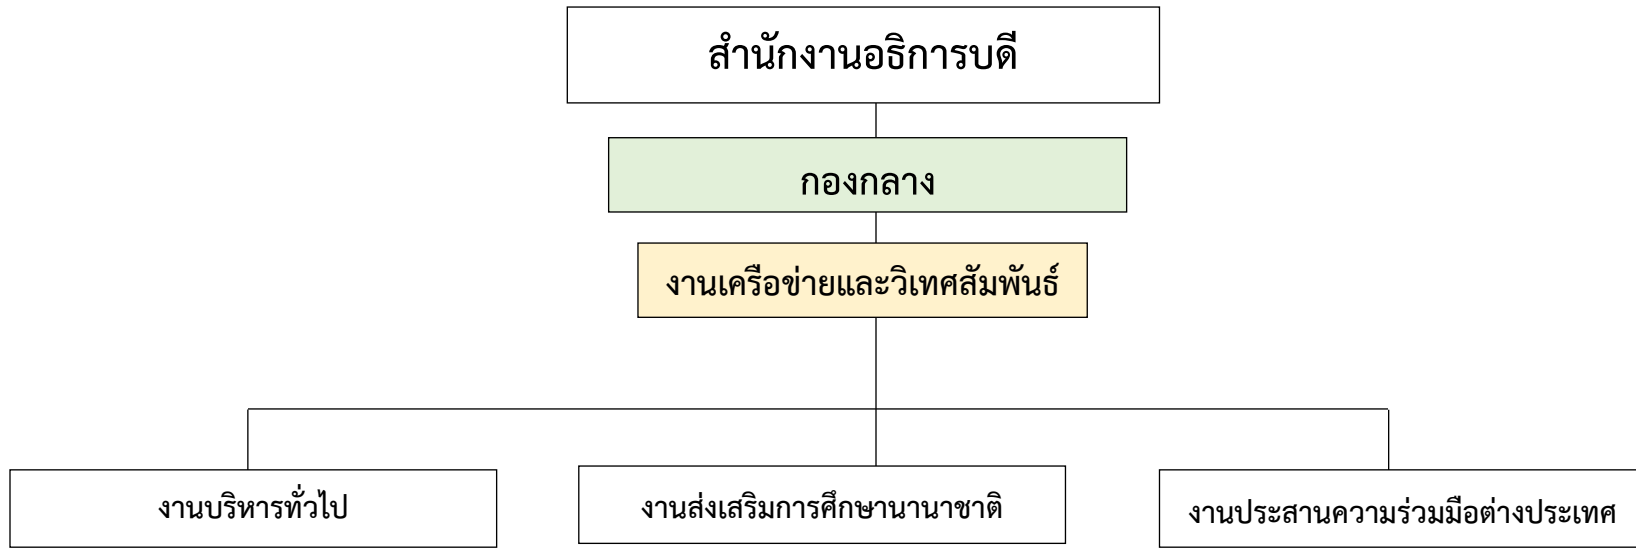 สำนักงานอธิการบดี
กองกลาง
งานเครือข่ายและวิเทศสัมพันธ์
งานบริหารทั่วไป
งานส่งเสริมการศึกษานานาชาติ
งานประสานความร่วมมือต่างประเทศ